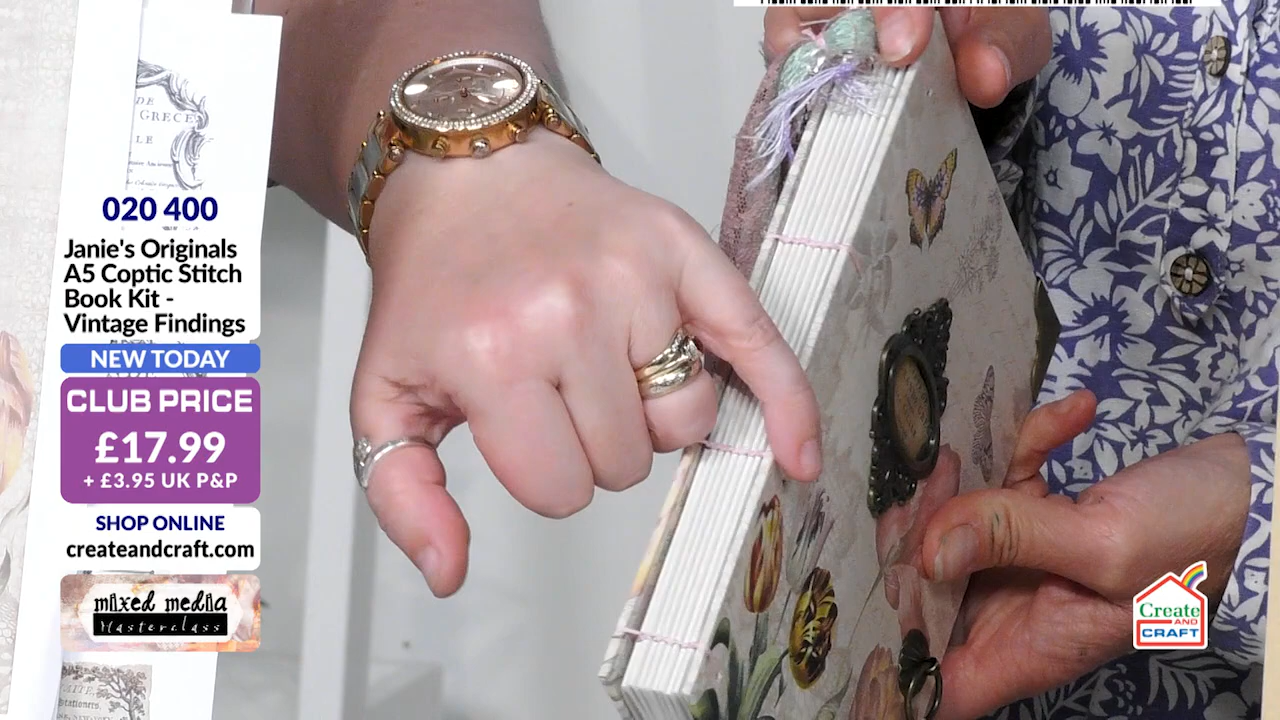 DE
GRECE
LE
020 400
Janie's Originals
A5 Coptic Stitch
Book Kit -
Vintage Findings
NEW TODAY
CLUB PRICE
£17.99
+ £3.95 UK P&P
SHOP ONLINE
createandcraft.com
mixed media
Masterclass
Create
AND
CRAFT